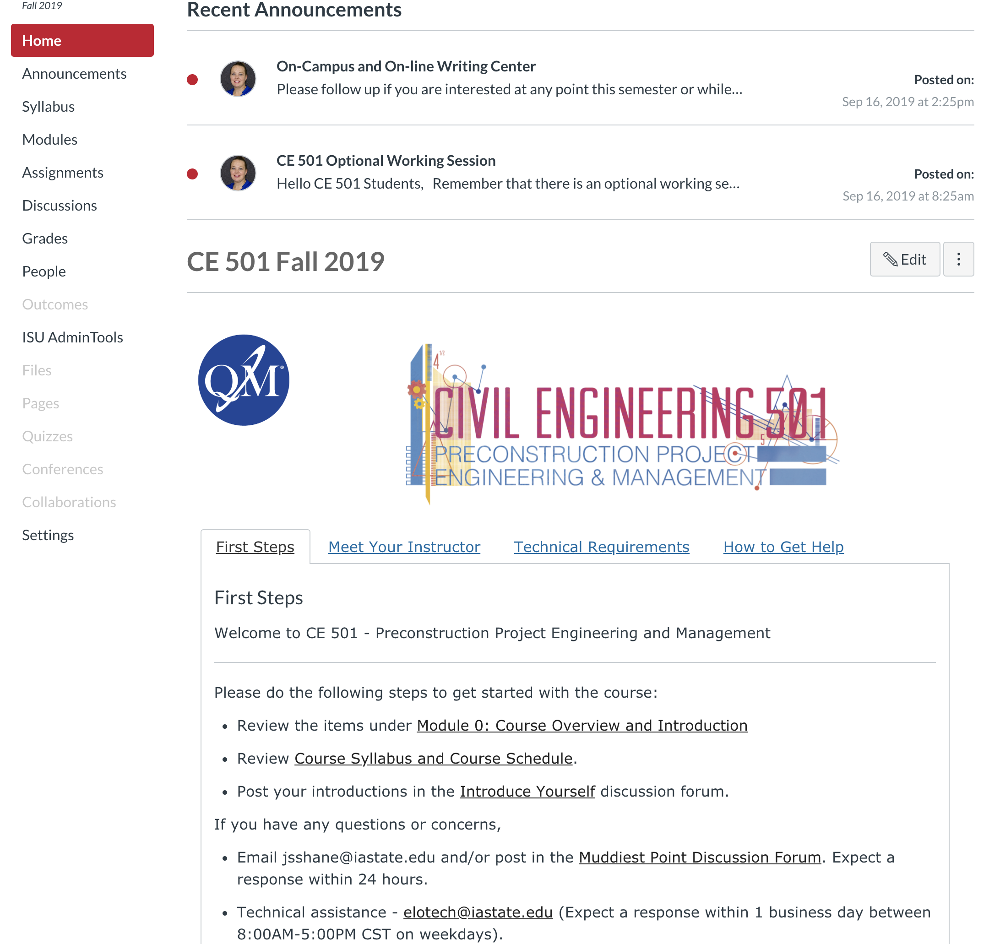 Fall 2019
Home
Announcements
Syllabus
Modules
Assignments
Discussions
Grades
People
Outcomes
ISU AdminTools
Files
Pages
Quizzes
Conferences
Collaborations
Settings
Recent Announcements
On-Campus and On-line Writing Center
Please follow up if you are interested at any point this semester or while...
Posted on:
Sep 16, 2019 at 2:25pm
CE 501 Optional Working Session
Hello CE 501 Students,   Remember that there is an optional working se...
Posted on:
Sep 16, 2019 at 8:25am
CE 501 Fall 2019
Edit
QM®
4 1/2
CIVIL ENGINEERING 501
5
PRECONSTRUCTION PROJECT
ENGINEERING & MANAGEMENT
First Steps
Meet Your Instructor
Technical Requirements
How to Get Help
First Steps
Welcome to CE 501 - Preconstruction Project Engineering and Management
Please do the following steps to get started with the course:
• Review the items under Module 0: Course Overview and Introduction
• Review Course Syllabus and Course Schedule.
• Post your introductions in the Introduce Yourself discussion forum.
If you have any questions or concerns,
• Email jsshane@iastate.edu and/or post in the Muddiest Point Discussion Forum. Expect a
response within 24 hours.
• Technical assistance - elotech@iastate.edu (Expect a response within 1 business day between
8:00AM-5:00PM CST on weekdays).